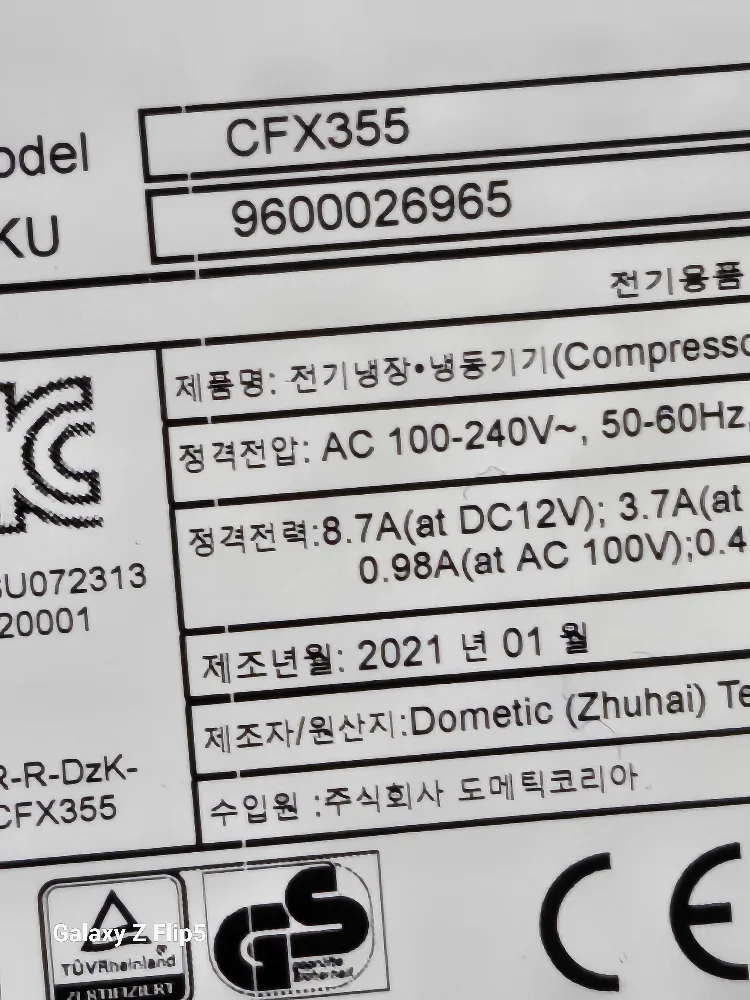 odel CFX355
KU 9600026965
전기용품
제품명: 전기냉장•냉동기기(Compresso
정격전압: AC 100-240V~, 50-60Hz,
정격전력:8.7A(at DC12V); 3.7A(at
0.98A(at AC 100V);0.4
SU072313
20001
제조년월: 2021 년 01 월
제조자/원산지:Dometic (Zhuhai) Te
R-R-DzK-
CFX355
수입원 :주식회사 도메틱코리아
Galaxy Z Flip5
TÜVRheinland
ZERTIFIZIERT
GS
geprüfte
Sicherheit
CE